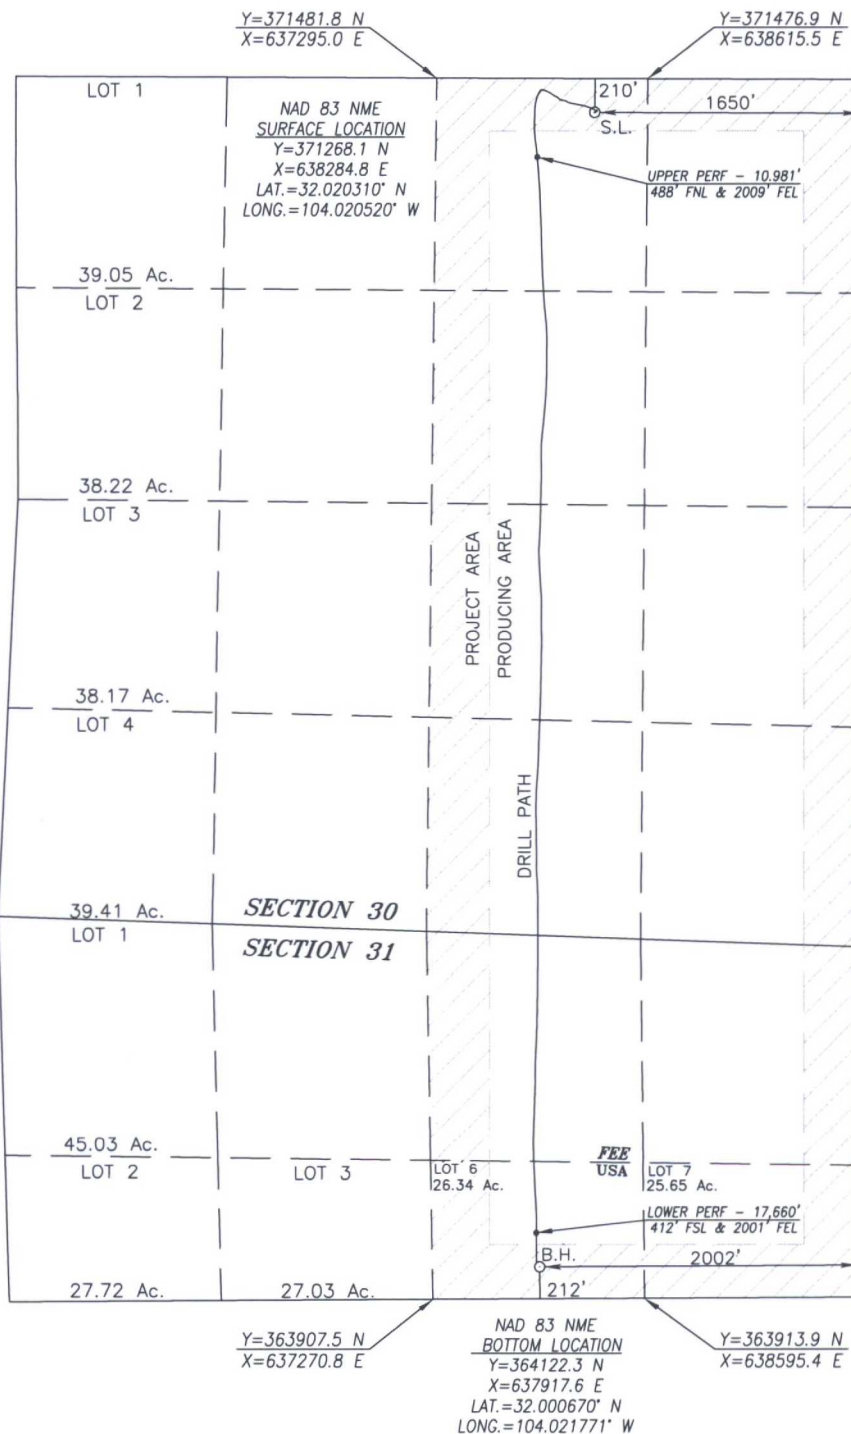 Y=371481.8 N
X=637295.0 E
Y=371476.9 N
X=638615.5 E
LOT 1
210'
1650'
S.L.
NAD 83 NME
SURFACE LOCATION
Y=371268.1 N
X=638284.8 E
LAT.=32.020310° N
LONG.=104.020520° W
UPPER PERF - 10.981'
488' FNL & 2009' FEL
39.05 Ac.
LOT 2
38.22 Ac.
LOT 3
PROJECT AREA
PRODUCING AREA
38.17 Ac.
LOT 4
DRILL PATH
39.41 Ac.
SECTION 30
LOT 1
SECTION 31
45.03 Ac.
LOT 2
LOT 3
LOT 6
26.34 Ac.
FEE
USA
LOT 7
25.65 Ac.
LOWER PERF - 17,660'
412' FSL & 2001' FEL
B.H.
2002'
27.72 Ac.
27.03 Ac.
212'
Y=363907.5 N
X=637270.8 E
NAD 83 NME
BOTTOM LOCATION
Y=364122.3 N
X=637917.6 E
LAT.=32.000670° N
LONG.=104.021771° W
Y=363913.9 N
X=638595.4 E